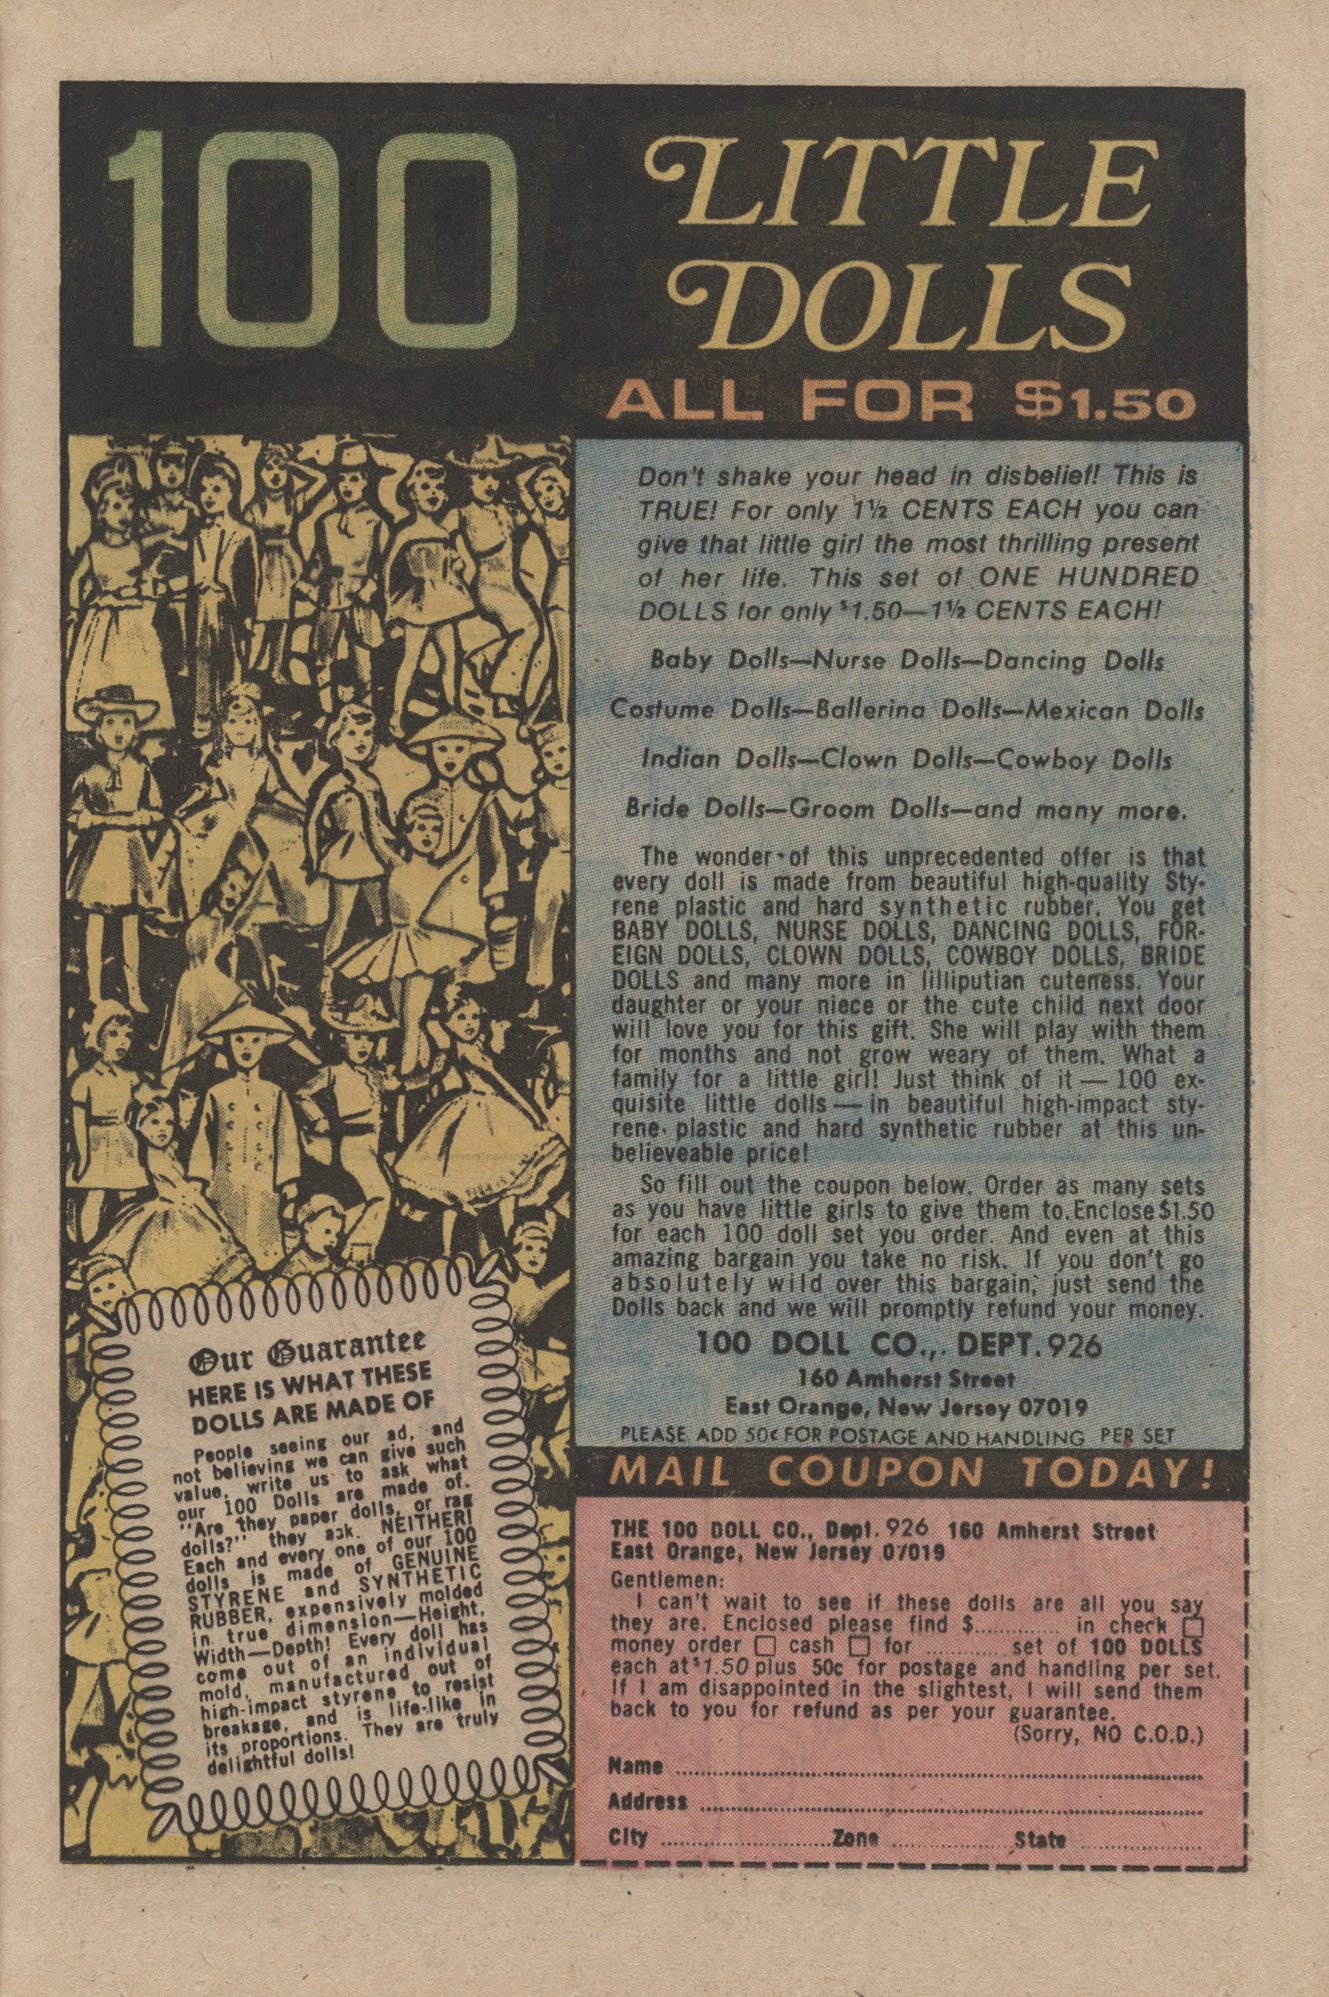 100
LITTLE
DOLLS
ALL FOR $1.50
Don't shake your head in disbelief! This is
TRUE! For only 1½ CENTS EACH you can
give that little girl the most thrilling present
of her life. This set of ONE HUNDRED
DOLLS for only $1.50—1½ CENTS EACH!
Baby Dolls—Nurse Dolls—Dancing Dolls
Costume Dolls—Ballerina Dolls—Mexican Dolls
Indian Dolls—Clown Dolls—Cowboy Dolls
Bride Dolls—Groom Dolls—and many more.
The wonder of this unprecedented offer is that
every doll is made from beautiful high-quality Sty-
rene plastic and hard synthetic rubber. You get
BABY DOLLS, NURSE DOLLS, DANCING DOLLS, FOR-
EIGN DOLLS, CLOWN DOLLS, COWBOY DOLLS, BRIDE
DOLLS and many more in lilliputian cuteness. Your
daughter or your niece or the cute child next door
will love you for this gift. She will play with them
for months and not grow weary of them. What a
family for a little girl! Just think of it — 100 ex-
quisite little dolls — in beautiful high-impact sty-
rene plastic and hard synthetic rubber at this un-
believeable price!
So fill out the coupon below. Order as many sets
as you have little girls to give them to. Enclose $1.50
for each 100 doll set you order. And even at this
amazing bargain you take no risk. If you don't go
absolutely wild over this bargain, just send the
Dolls back and we will promptly refund your money.
100 DOLL CO., DEPT. 926
160 Amherst Street
East Orange, New Jersey 07019
PLEASE ADD 50¢ FOR POSTAGE AND HANDLING PER SET
Our Guarantee
HERE IS WHAT THESE
DOLLS ARE MADE OF
People seeing our ad, and
not believing we can give such
value, write us to ask what
our 100 Dolls are made of.
"Are they paper dolls, or rag
dolls?" they ask. NEITHER!
Each and every one of our 100
dolls is made of GENUINE
STYRENE and SYNTHETIC
RUBBER, expensively molded
in true dimension—Height,
Width—Depth! Every doll has
come out of an individual
mold, manufactured out of
high-impact styrene to resist
breakage, and is life-like in
its proportions. They are truly
delightful dolls!
MAIL COUPON TODAY!
THE 100 DOLL CO., Dept. 926 160 Amherst Street
East Orange, New Jersey 07019
Gentlemen:
I can't wait to see if these dolls are all you say
they are. Enclosed please find $............. in check ☐
money order ☐ cash ☐ for ............ set of 100 DOLLS
each at $1.50 plus 50c for postage and handling per set.
If I am disappointed in the slightest, I will send them
back to you for refund as per your guarantee.
(Sorry, NO C.O.D.)
Name ..........
Address ..........
City .......... Zone .......... State ..........